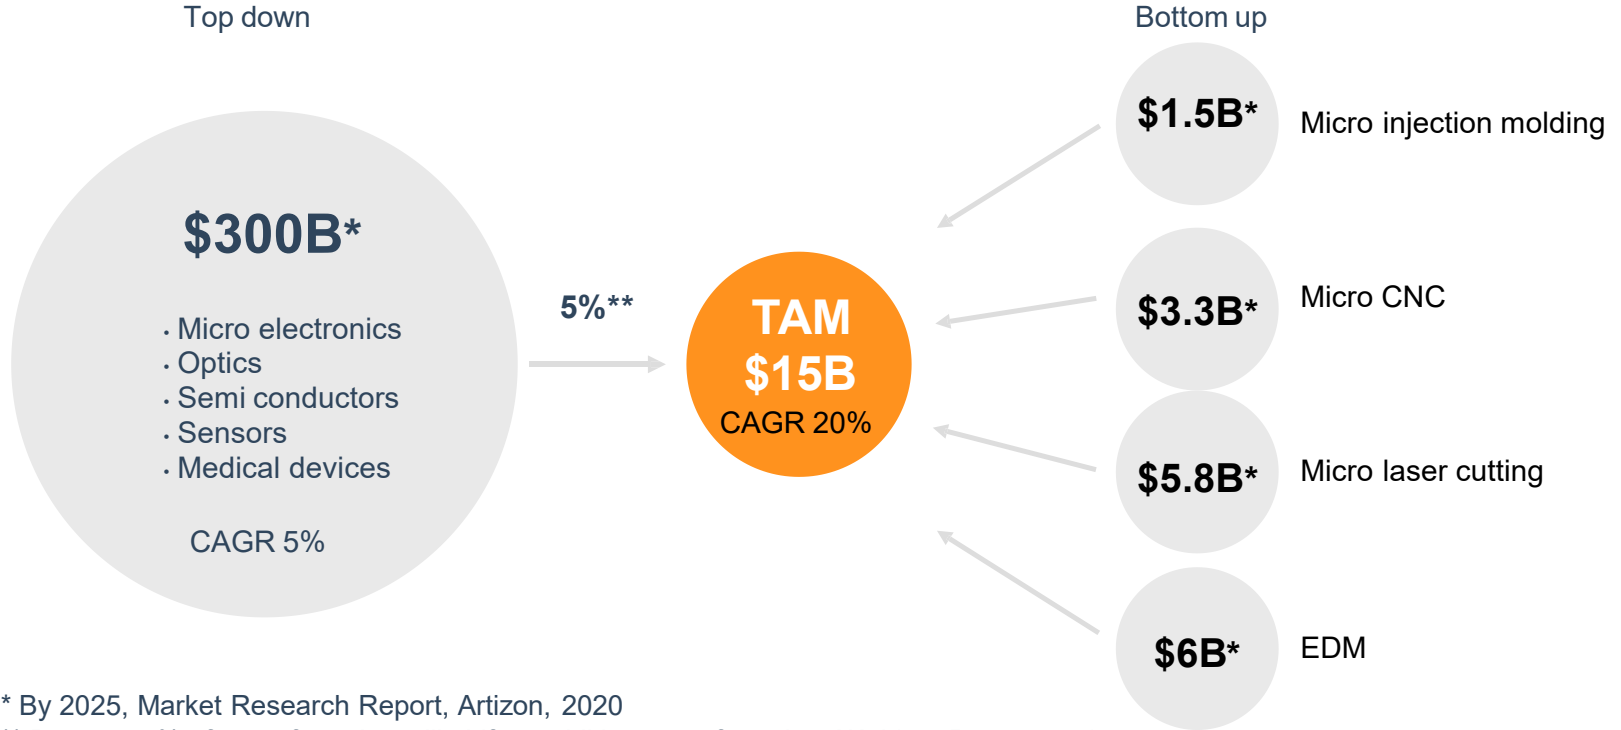 Top down
Bottom up
$300B*
· Micro electronics
· Optics
· Semi conductors
· Sensors
· Medical devices
CAGR 5%
5%**
TAM
$15B
CAGR 20%
$1.5B*
Micro injection molding
$3.3B*
Micro CNC
$5.8B*
Micro laser cutting
$6B*
EDM
* By 2025, Market Research Report, Artizon, 2020